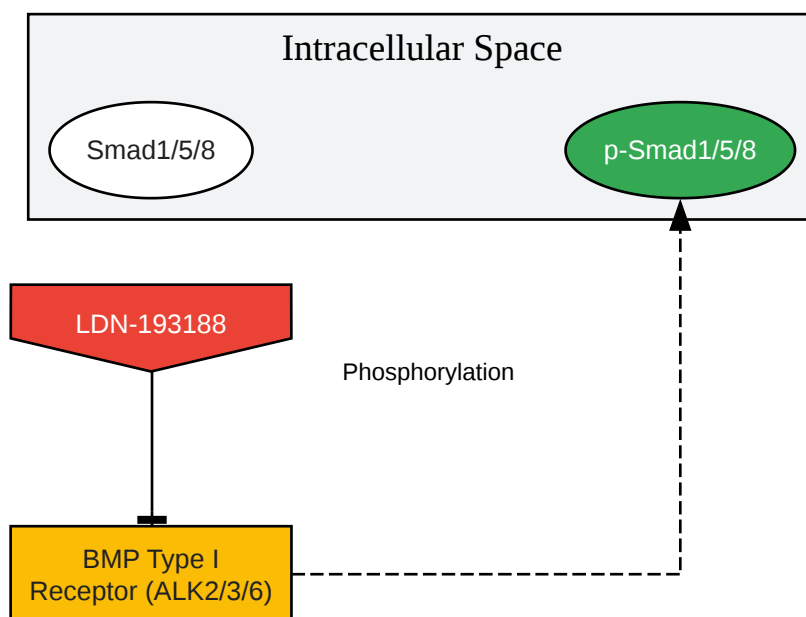 Intracellular Space
Smad1/5/8
p-Smad1/5/8
LDN-193188
Phosphorylation
BMP Type I
Receptor (ALK2/3/6)